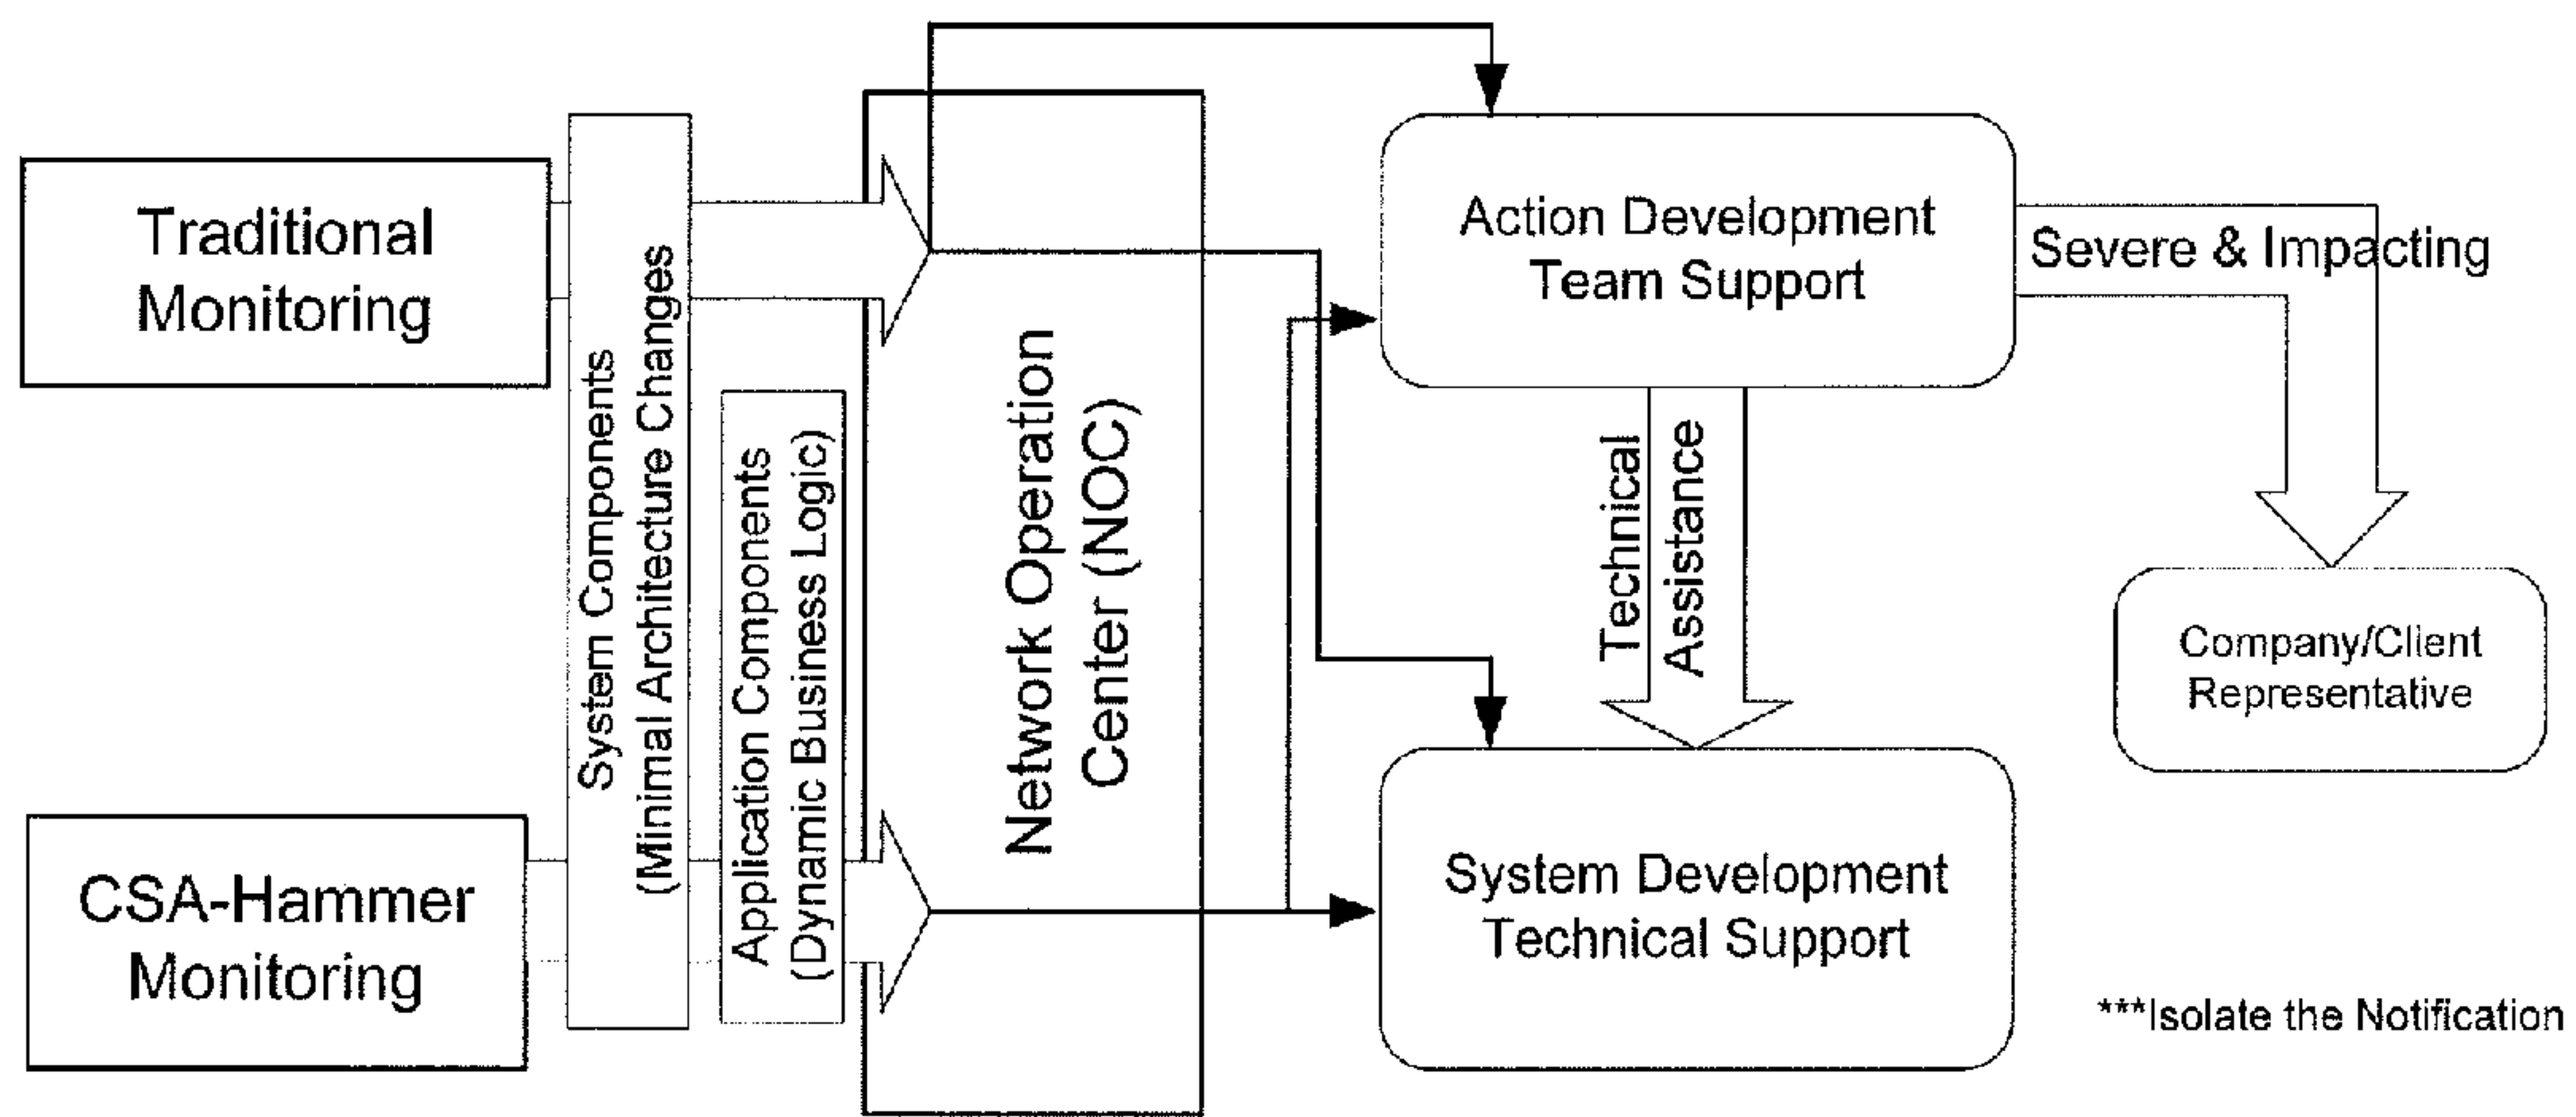 Traditional
Monitoring
CSA-Hammer
Monitoring
System Components
(Minimal Architecture Changes)
Application Components
(Dynamic Business Logic)
Network Operation
Center (NOC)
Action Development
Team Support
Severe & Impacting
Technical
Assistance
Company/Client
Representative
System Development
Technical Support
***Isolate the Notification